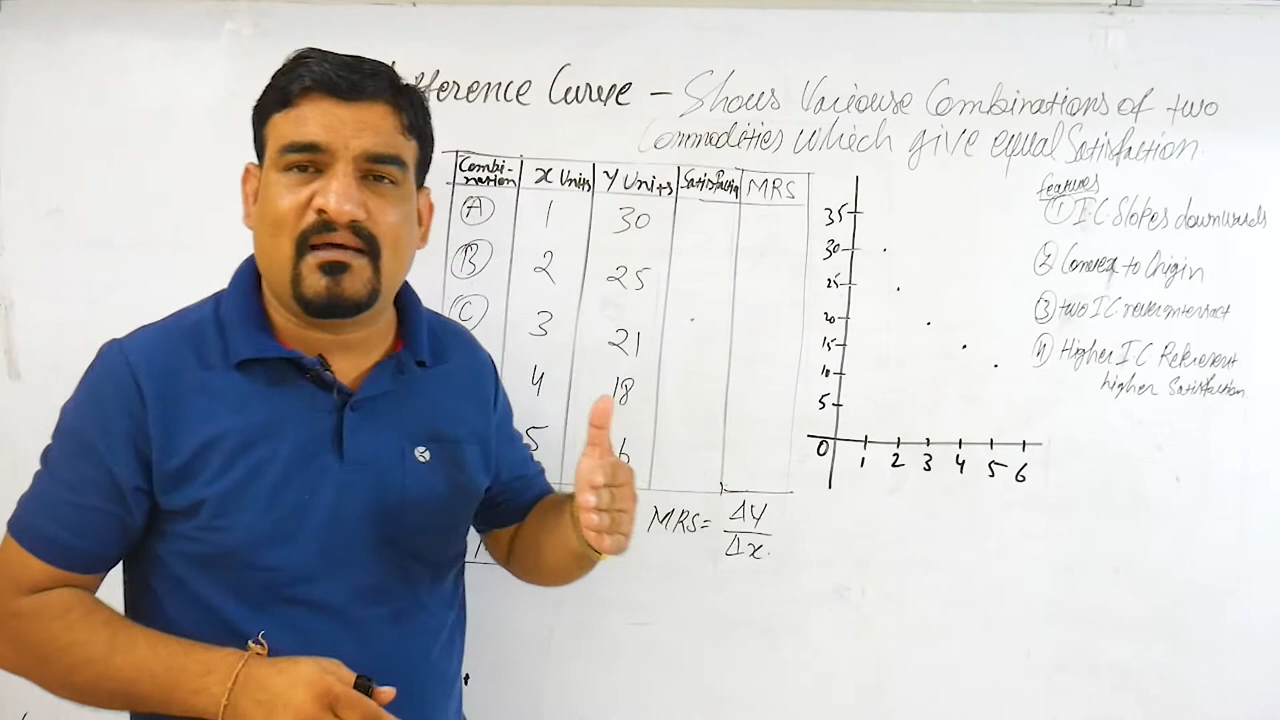 fference Curve - Shows Variouse Combinations of two
Commodities which give equal Satisfaction.
Combi-nation X Units Y Units Satisfactio MRS
A 1 30
B 2 25
C 3 21
4 18
5 6
MRS = ΔY/Δx.
35
30
25
20
15
10
5
0 1 2 3 4 5 6
features
1 I.C Slopes downwards
2 Convex to Origin
3 two I.C never intersect
4 Higher I.C Represent
higher Satisfaction.